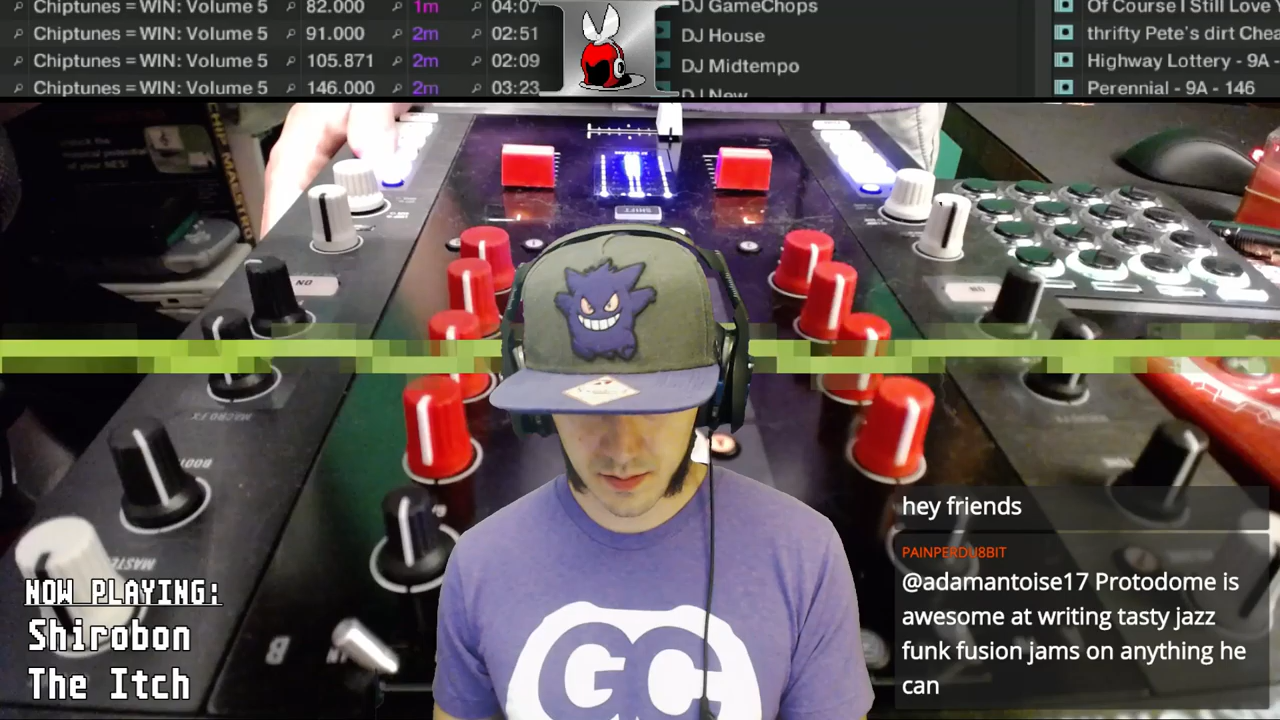 Chiptunes = WIN: Volume 5 82.000 1m 04:07
Chiptunes = WIN: Volume 5 91.000 2m 02:51
Chiptunes = WIN: Volume 5 105.871 2m 02:09
Chiptunes = WIN: Volume 5 146.000 2m 03:23
DJ GameChops
DJ House
DJ Midtempo
DJ New
Of Course I Still Love
thrifty Pete's dirt Chea
Highway Lottery - 9A -
Perennial - 9A - 146
SHIFT
ON
MASTER
B
GC
hey friends
PAINPERDU8BIT
@adamantoise17 Protodome is
awesome at writing tasty jazz
funk fusion jams on anything he
can
NOW PLAYING:
Shirobon
The Itch